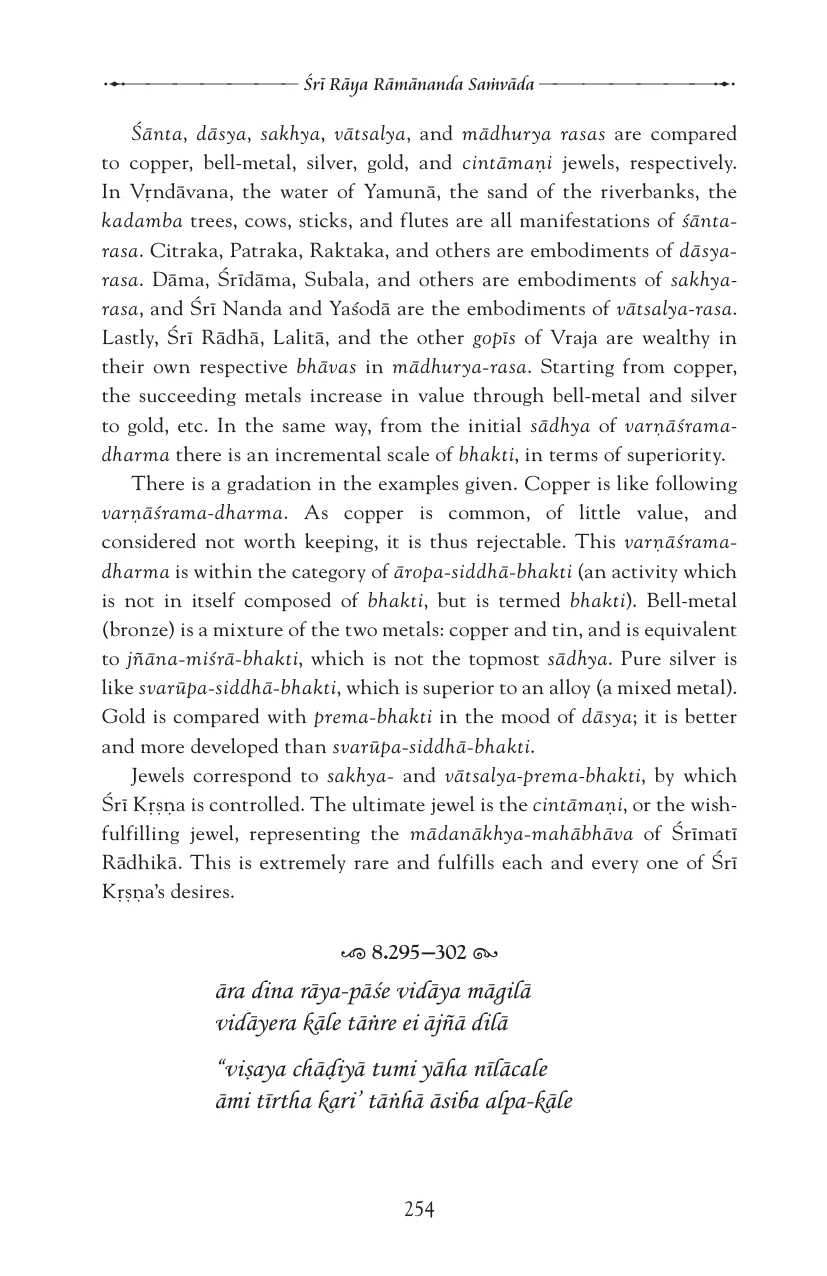 Śrī Rāya Rāmānanda Saṁvāda
Śānta, dāsya, sakhya, vātsalya, and mādhurya rasas are compared
to copper, bell-metal, silver, gold, and cintāmaṇi jewels, respectively.
In Vṛndāvana, the water of Yamunā, the sand of the riverbanks, the
kadamba trees, cows, sticks, and flutes are all manifestations of śānta-
rasa. Citraka, Patraka, Raktaka, and others are embodiments of dāsya-
rasa. Dāma, Śrīdāma, Subala, and others are embodiments of sakhya-
rasa, and Śrī Nanda and Yaśodā are the embodiments of vātsalya-rasa.
Lastly, Śrī Rādhā, Lalitā, and the other gopīs of Vraja are wealthy in
their own respective bhāvas in mādhurya-rasa. Starting from copper,
the succeeding metals increase in value through bell-metal and silver
to gold, etc. In the same way, from the initial sādhya of varṇāśrama-
dharma there is an incremental scale of bhakti, in terms of superiority.
There is a gradation in the examples given. Copper is like following
varṇāśrama-dharma. As copper is common, of little value, and
considered not worth keeping, it is thus rejectable. This varṇāśrama-
dharma is within the category of āropa-siddhā-bhakti (an activity which
is not in itself composed of bhakti, but is termed bhakti). Bell-metal
(bronze) is a mixture of the two metals: copper and tin, and is equivalent
to jñāna-miśrā-bhakti, which is not the topmost sādhya. Pure silver is
like svarūpa-siddhā-bhakti, which is superior to an alloy (a mixed metal).
Gold is compared with prema-bhakti in the mood of dāsya; it is better
and more developed than svarūpa-siddhā-bhakti.
Jewels correspond to sakhya- and vātsalya-prema-bhakti, by which
Śrī Kṛṣṇa is controlled. The ultimate jewel is the cintāmaṇi, or the wish-
fulfilling jewel, representing the mādanākhya-mahābhāva of Śrīmatī
Rādhikā. This is extremely rare and fulfills each and every one of Śrī
Kṛṣṇa’s desires.
8.295–302
āra dina rāya-pāśe vidāya māgilā
vidāyera kāle tāṅre ei ājñā dilā
“viṣaya chāḍiyā tumi yāha nīlācale
āmi tīrtha kari’ tāṅhā āsiba alpa-kāle
254